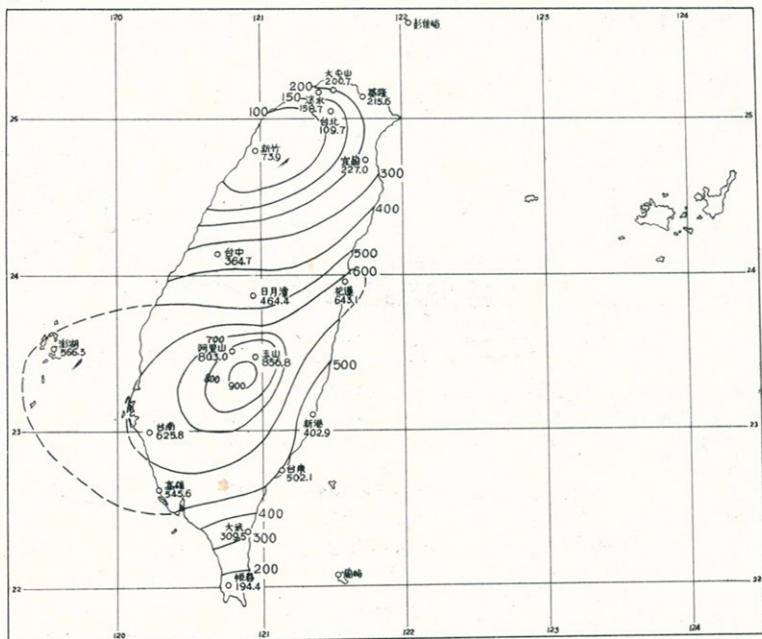 120
121
122
123
124
彭佳嶼
大屯山
200.7
200
基隆
215.6
150
淡水
158.7
100
台北
109.7
25
25
新竹
73.9
宜蘭
227.0
300
400
台中
364.7
500
24
600
24
日月潭
464.4
花蓮
643.1
澎湖
566.3
700
阿里山
803.0
玉山
856.8
800
900
500
新港
402.9
台南
625.8
23
23
台東
502.1
高雄
545.6
400
大武
309.5
300
200
恒春
194.4
蘭嶼
22
22
120
121
122
123
124